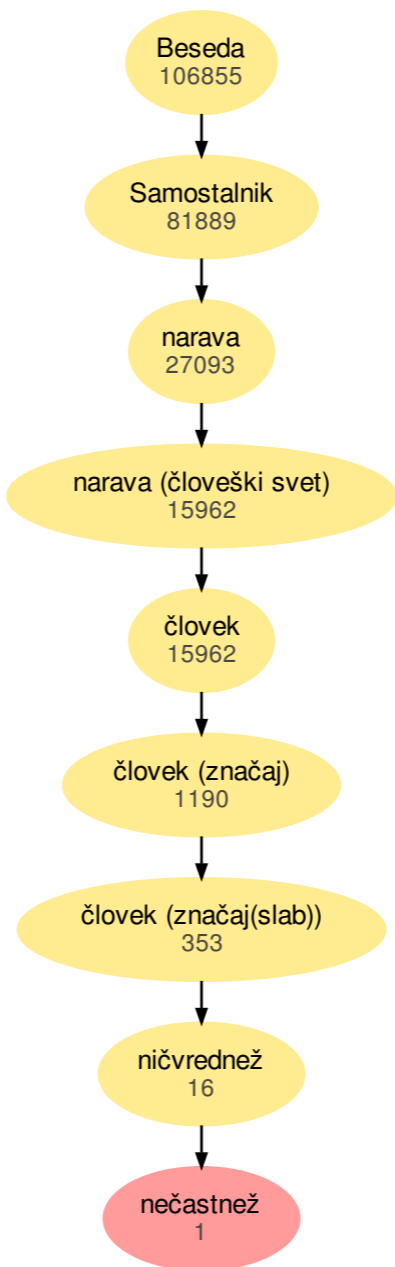 Beseda
106855
Samostalnik
81889
narava
27093
narava (človeški svet)
15962
človek
15962
človek (značaj)
1190
človek (značaj(slab))
353
ničvrednež
16
nečastnež
1